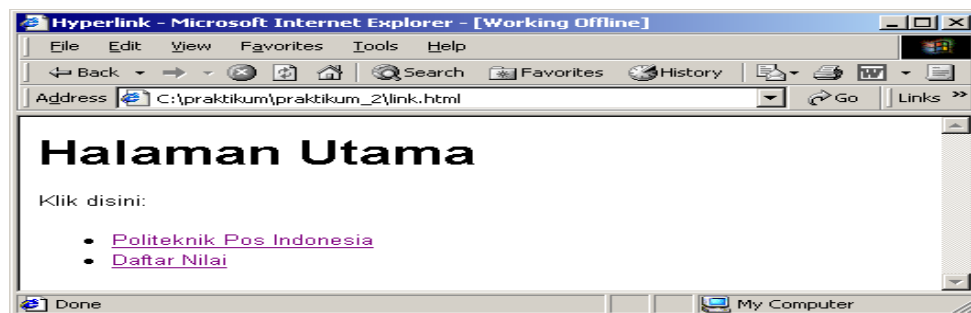 Hyperlink - Microsoft Internet Explorer - [Working Offline]
File Edit View Favorites Tools Help
Back Search Favorites History
Address C:\praktikum\praktikum_2\link.html Go Links »
Halaman Utama
Klik disini:
• Politeknik Pos Indonesia
• Daftar Nilai
Done My Computer